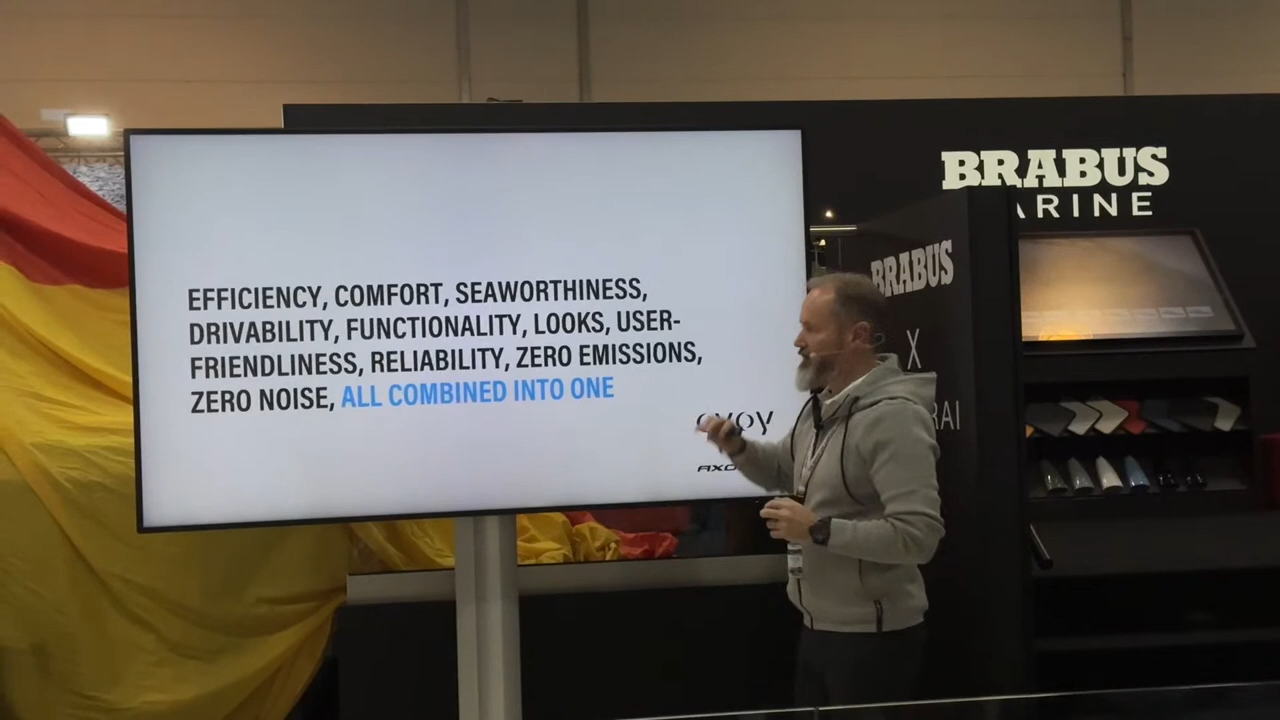 EFFICIENCY, COMFORT, SEAWORTHINESS,
DRIVABILITY, FUNCTIONALITY, LOOKS, USER-
FRIENDLINESS, RELIABILITY, ZERO EMISSIONS,
ZERO NOISE, ALL COMBINED INTO ONE
BRABUS
ARINE
BRABUS
X